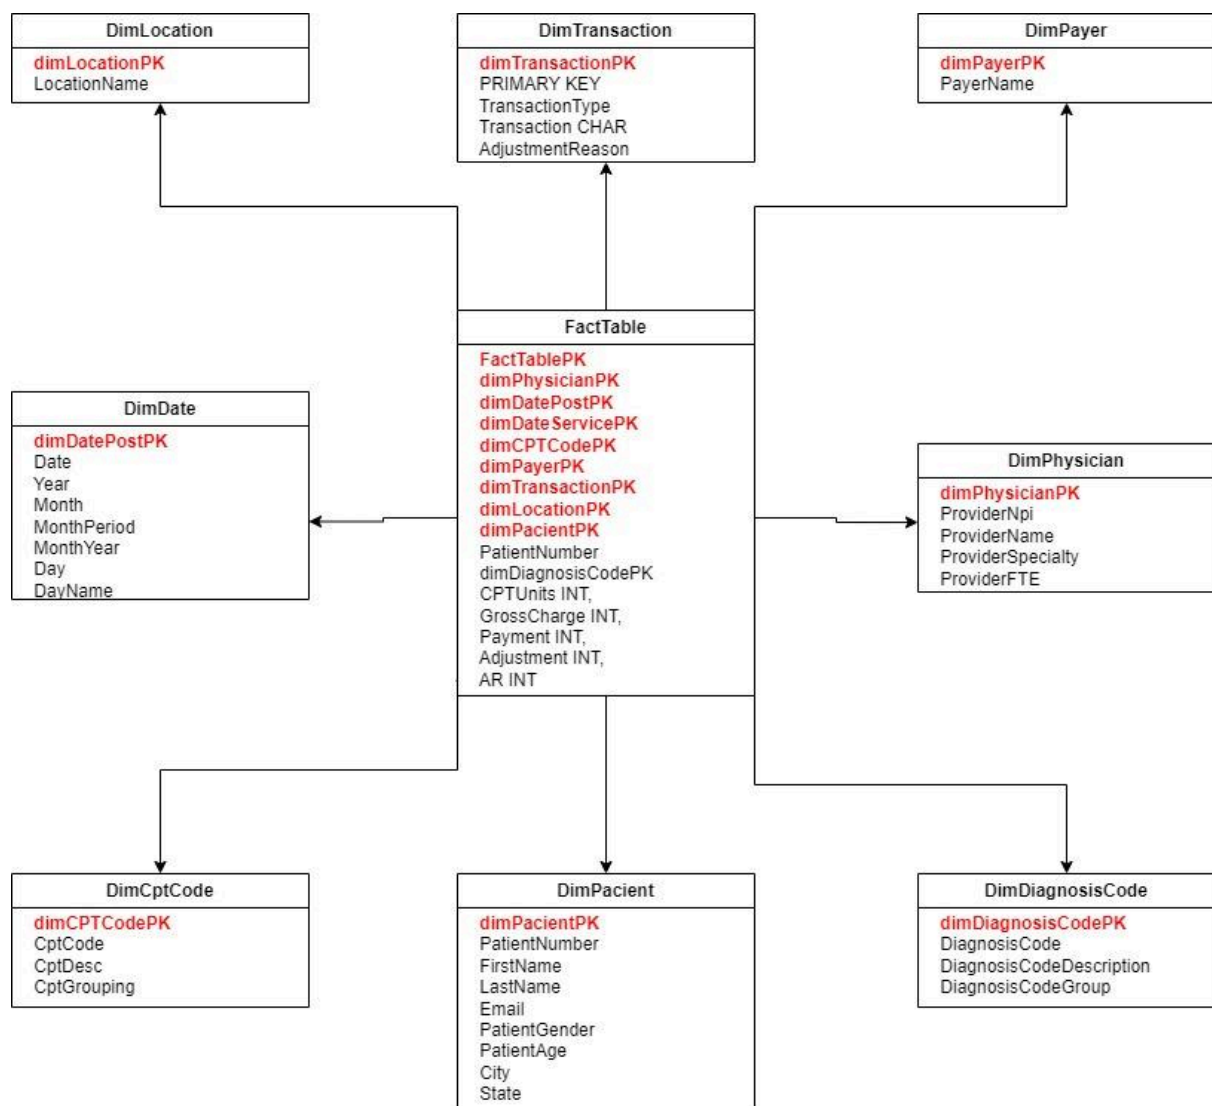 DimLocation
dimLocationPK
LocationName
DimTransaction
dimTransactionPK
PRIMARY KEY
TransactionType
Transaction CHAR
AdjustmentReason
DimPayer
dimPayerPK
PayerName
FactTable
FactTablePK
dimPhysicianPK
dimDatePostPK
dimDateServicePK
dimCPTCodePK
dimPayerPK
dimTransactionPK
dimLocationPK
dimPacientPK
PatientNumber
dimDiagnosisCodePK
CPTUnits INT,
GrossCharge INT,
Payment INT,
Adjustment INT,
AR INT
DimDate
dimDatePostPK
Date
Year
Month
MonthPeriod
MonthYear
Day
DayName
DimPhysician
dimPhysicianPK
ProviderNpi
ProviderName
ProviderSpecialty
ProviderFTE
DimCptCode
dimCPTCodePK
CptCode
CptDesc
CptGrouping
DimPacient
dimPacientPK
PatientNumber
FirstName
LastName
Email
PatientGender
PatientAge
City
State
DimDiagnosisCode
dimDiagnosisCodePK
DiagnosisCode
DiagnosisCodeDescription
DiagnosisCodeGroup